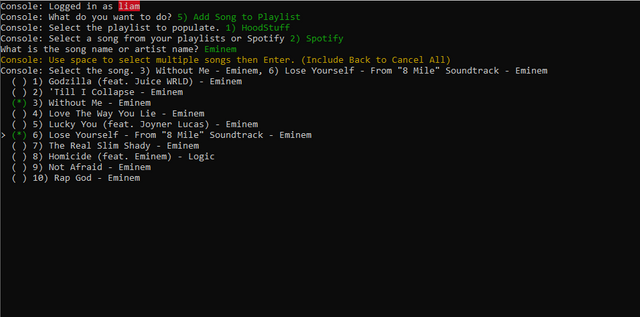 Console: Logged in as liam
Console: What do you want to do? 5) Add Song to Playlist
Console: Select the playlist to populate. 1) HoodStuff
Console: Select a song from your playlists or Spotify 2) Spotify
What is the song name or artist name? Eminem
Console: Use space to select multiple songs then Enter. (Include Back to Cancel All)
Console: Select the song. 3) Without Me - Eminem, 6) Lose Yourself - From "8 Mile" Soundtrack - Eminem
( ) 1) Godzilla (feat. Juice WRLD) - Eminem
( ) 2) 'Till I Collapse - Eminem
(*) 3) Without Me - Eminem
( ) 4) Love The Way You Lie - Eminem
( ) 5) Lucky You (feat. Joyner Lucas) - Eminem
> (*) 6) Lose Yourself - From "8 Mile" Soundtrack - Eminem
( ) 7) The Real Slim Shady - Eminem
( ) 8) Homicide (feat. Eminem) - Logic
( ) 9) Not Afraid - Eminem
( ) 10) Rap God - Eminem